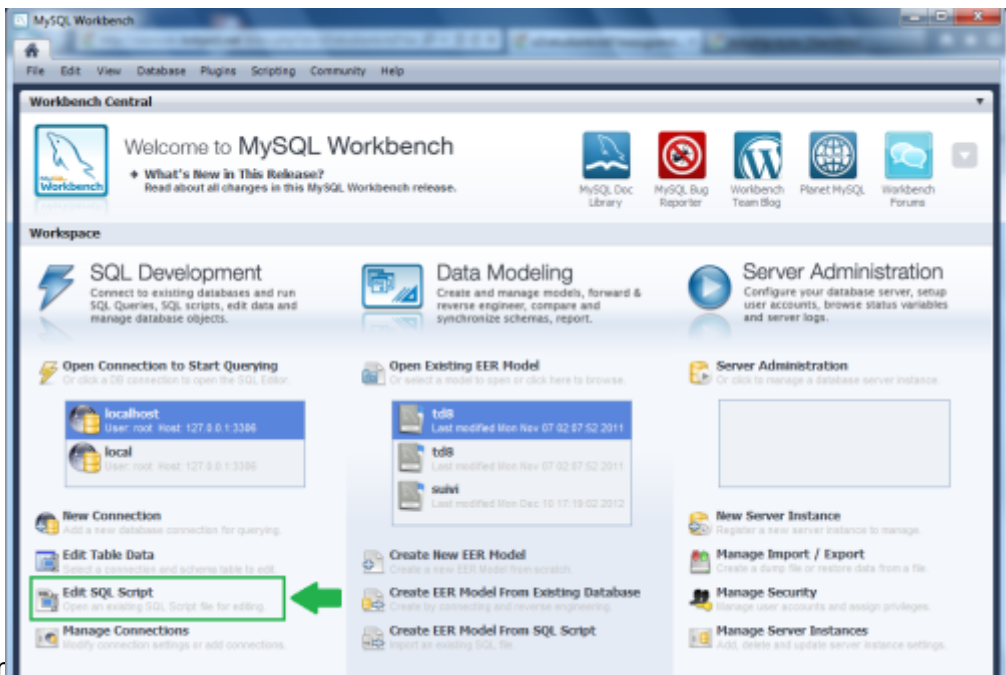 MySQL Workbench
File Edit View Database Plugins Scripting Community Help
Workbench Central
Workbench
Welcome to MySQL Workbench
What's New in This Release?
Read about all changes in this MySQL Workbench release.
MySQL Doc Library
MySQL Bug Reporter
Workbench Team Blog
Planet MySQL
Workbench Forums
Workspace
SQL Development
Connect to existing databases and run
SQL Queries, SQL scripts, edit data and
manage database objects.
Open Connection to Start Querying
Or click a DB connection to open the SQL Editor.
localhost
User: root Host: 127.0.0.1:3306
local
User: root Host: 127.0.0.1:3306
New Connection
Add a new database connection for querying.
Edit Table Data
Select a connection and schema table to edit.
Edit SQL Script
Open an existing SQL Script file for editing.
Manage Connections
Modify connection settings or add connections.
Data Modeling
Create and manage models, forward &
reverse engineer, compare and
synchronize schemas, report.
Open Existing EER Model
Or select a model to open or click here to browse.
td8
Last modified Mon Nov 07 02:07:52 2011
td8
Last modified Mon Nov 07 02:07:52 2011
suivi
Last modified Mon Dec 10 17:19:02 2012
Create New EER Model
Create a new EER Model from scratch.
Create EER Model From Existing Database
Create by connecting and reverse engineering.
Create EER Model From SQL Script
Import an existing SQL file.
Server Administration
Configure your database server, setup
user accounts, browse status variables
and server logs.
Server Administration
Or click to manage a database server instance.
New Server Instance
Register a new server instance to manage.
Manage Import / Export
Create a dump file or restore data from a file.
Manage Security
Manage user accounts and assign privileges.
Manage Server Instances
Add, delete and update server instance settings.